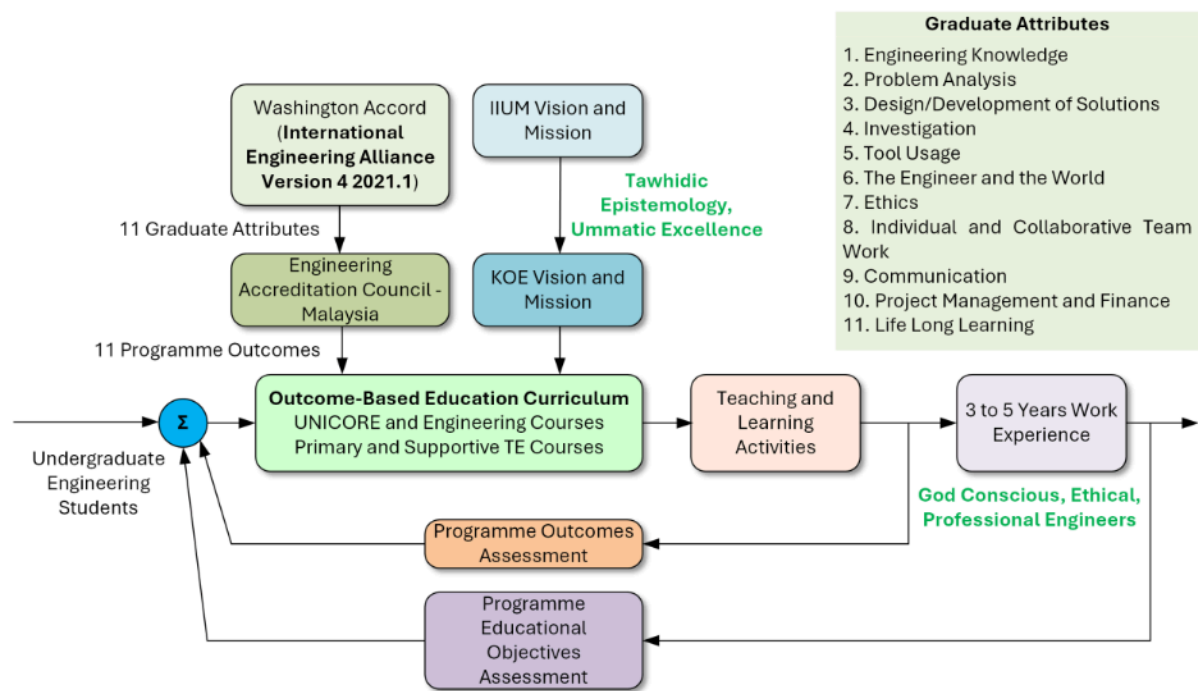 Graduate Attributes
1. Engineering Knowledge
2. Problem Analysis
3. Design/Development of Solutions
4. Investigation
5. Tool Usage
6. The Engineer and the World
7. Ethics
8. Individual and Collaborative Team
Work
9. Communication
10. Project Management and Finance
11. Life Long Learning
Washington Accord
(International
Engineering Alliance
Version 4 2021.1)
IIUM Vision and
Mission
Tawhidic
Epistemology,
Ummatic Excellence
11 Graduate Attributes
Engineering
Accreditation Council -
Malaysia
KOE Vision and
Mission
11 Programme Outcomes
Σ
Outcome-Based Education Curriculum
UNICORE and Engineering Courses
Primary and Supportive TE Courses
Teaching and
Learning
Activities
3 to 5 Years Work
Experience
Undergraduate
Engineering
Students
God Conscious, Ethical,
Professional Engineers
Programme Outcomes
Assessment
Programme
Educational
Objectives
Assessment